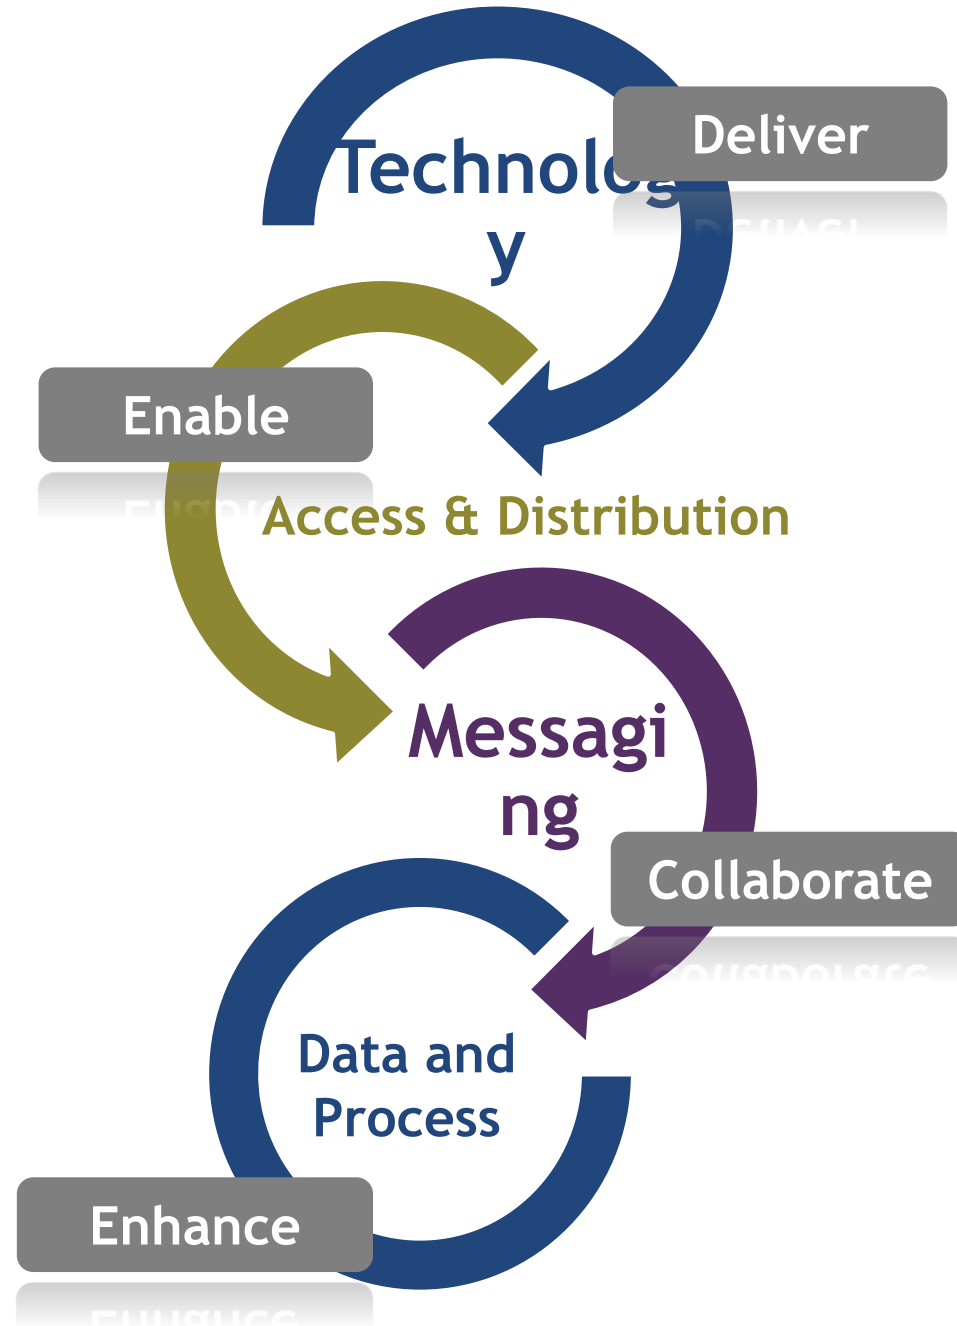 Deliver
Technolog
y
Enable
Access & Distribution
Messagi
ng
Collaborate
Data and
Process
Enhance